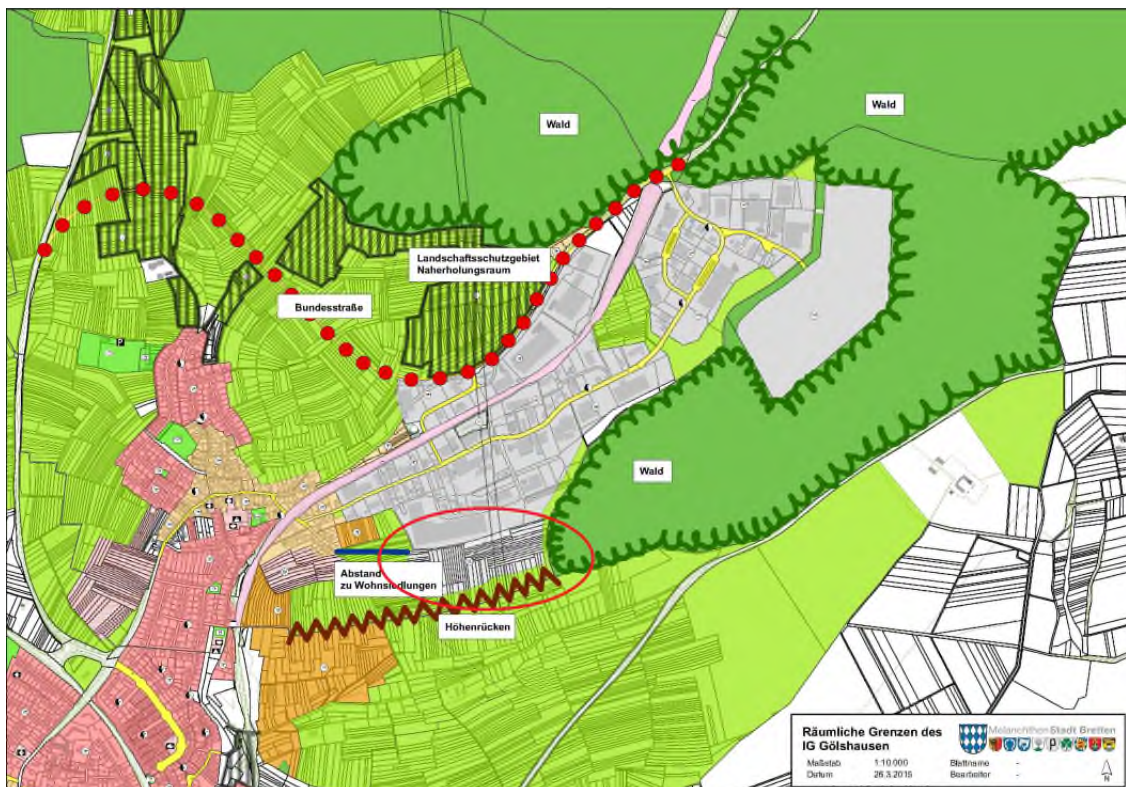 Wald
Wald
Landschaftsschutzgebiet
Naherholungsraum
Bundesstraße
P
Wald
Abstand
zu Wohnsiedlungen
Höhenrücken
Räumliche Grenzen des
IG Gölshausen
Melanchthon Stadt Bretten
Maßstab 1:10.000 Blattname -
Datum 26.3.2015 Bearbeiter -
N